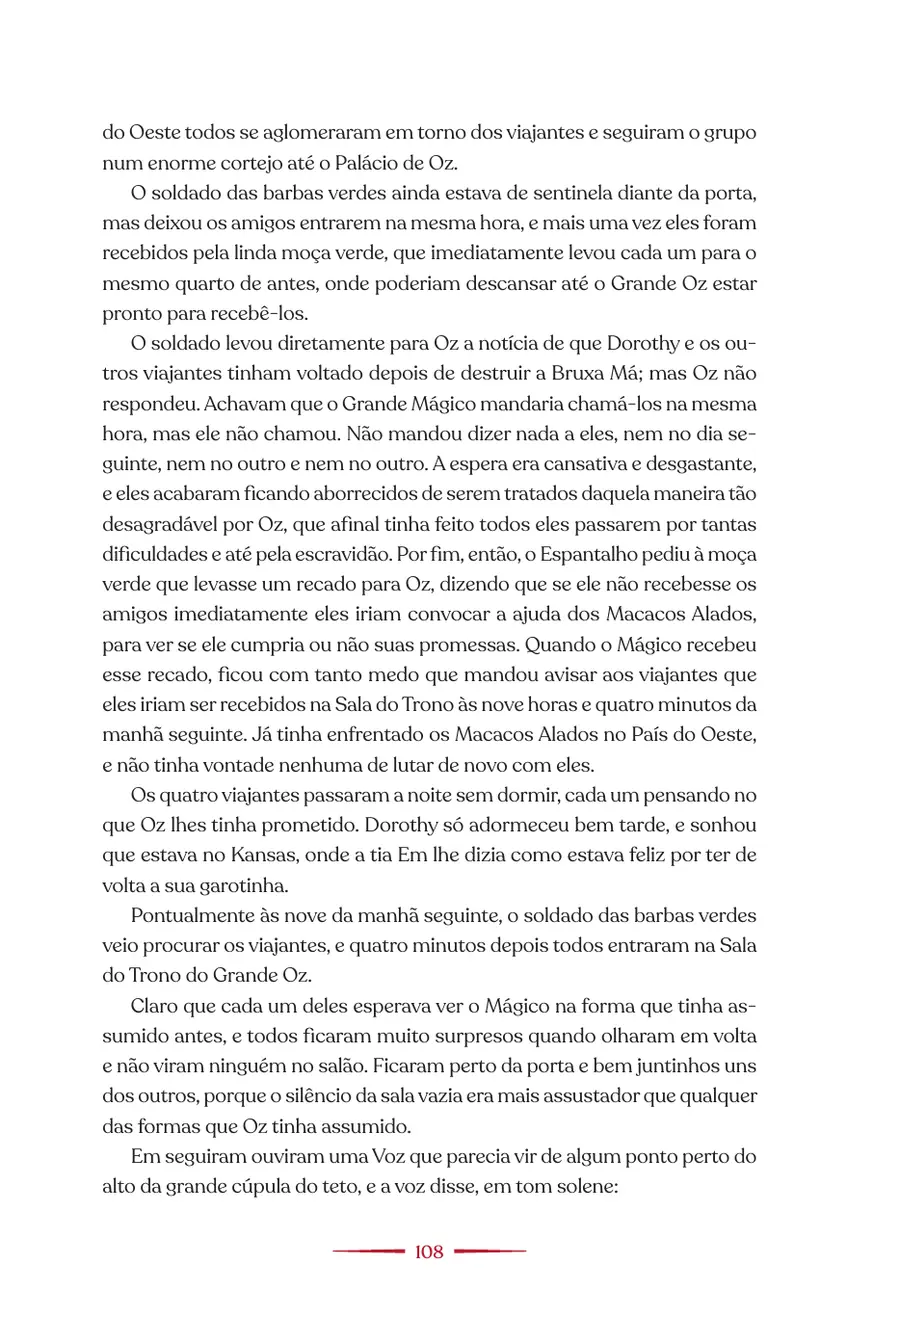 do Oeste todos se aglomeraram em torno dos viajantes e seguiram o grupo
num enorme cortejo até o Palácio de Oz.
O soldado das barbas verdes ainda estava de sentinela diante da porta,
mas deixou os amigos entrarem na mesma hora, e mais uma vez eles foram
recebidos pela linda moça verde, que imediatamente levou cada um para o
mesmo quarto de antes, onde poderiam descansar até o Grande Oz estar
pronto para recebê-los.
O soldado levou diretamente para Oz a notícia de que Dorothy e os ou-
tros viajantes tinham voltado depois de destruir a Bruxa Má; mas Oz não
respondeu. Achavam que o Grande Mágico mandaria chamá-los na mesma
hora, mas ele não chamou. Não mandou dizer nada a eles, nem no dia se-
guinte, nem no outro e nem no outro. A espera era cansativa e desgastante,
e eles acabaram ficando aborrecidos de serem tratados daquela maneira tão
desagradável por Oz, que afinal tinha feito todos eles passarem por tantas
dificuldades e até pela escravidão. Por fim, então, o Espantalho pediu à moça
verde que levasse um recado para Oz, dizendo que se ele não recebesse os
amigos imediatamente eles iriam convocar a ajuda dos Macacos Alados,
para ver se ele cumpria ou não suas promessas. Quando o Mágico recebeu
esse recado, ficou com tanto medo que mandou avisar aos viajantes que
eles iriam ser recebidos na Sala do Trono às nove horas e quatro minutos da
manhã seguinte. Já tinha enfrentado os Macacos Alados no País do Oeste,
e não tinha vontade nenhuma de lutar de novo com eles.
Os quatro viajantes passaram a noite sem dormir, cada um pensando no
que Oz lhes tinha prometido. Dorothy só adormeceu bem tarde, e sonhou
que estava no Kansas, onde a tia Em lhe dizia como estava feliz por ter de
volta a sua garotinha.
Pontualmente às nove da manhã seguinte, o soldado das barbas verdes
veio procurar os viajantes, e quatro minutos depois todos entraram na Sala
do Trono do Grande Oz.
Claro que cada um deles esperava ver o Mágico na forma que tinha as-
sumido antes, e todos ficaram muito surpresos quando olharam em volta
e não viram ninguém no salão. Ficaram perto da porta e bem juntinhos uns
dos outros, porque o silêncio da sala vazia era mais assustador que qualquer
das formas que Oz tinha assumido.
Em seguiram ouviram uma Voz que parecia vir de algum ponto perto do
alto da grande cúpula do teto, e a voz disse, em tom solene:
108